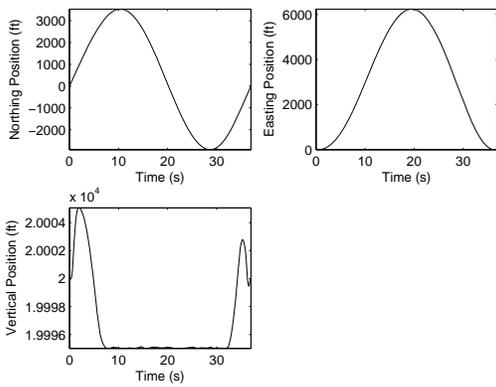 Northing Position (ft)
3000
2000
1000
0
−1000
−2000
0 10 20 30
Time (s)
Easting Position (ft)
6000
4000
2000
0
0 10 20 30
Time (s)
x 10^4
Vertical Position (ft)
2.0004
2.0002
2
1.9998
1.9996
0 10 20 30
Time (s)